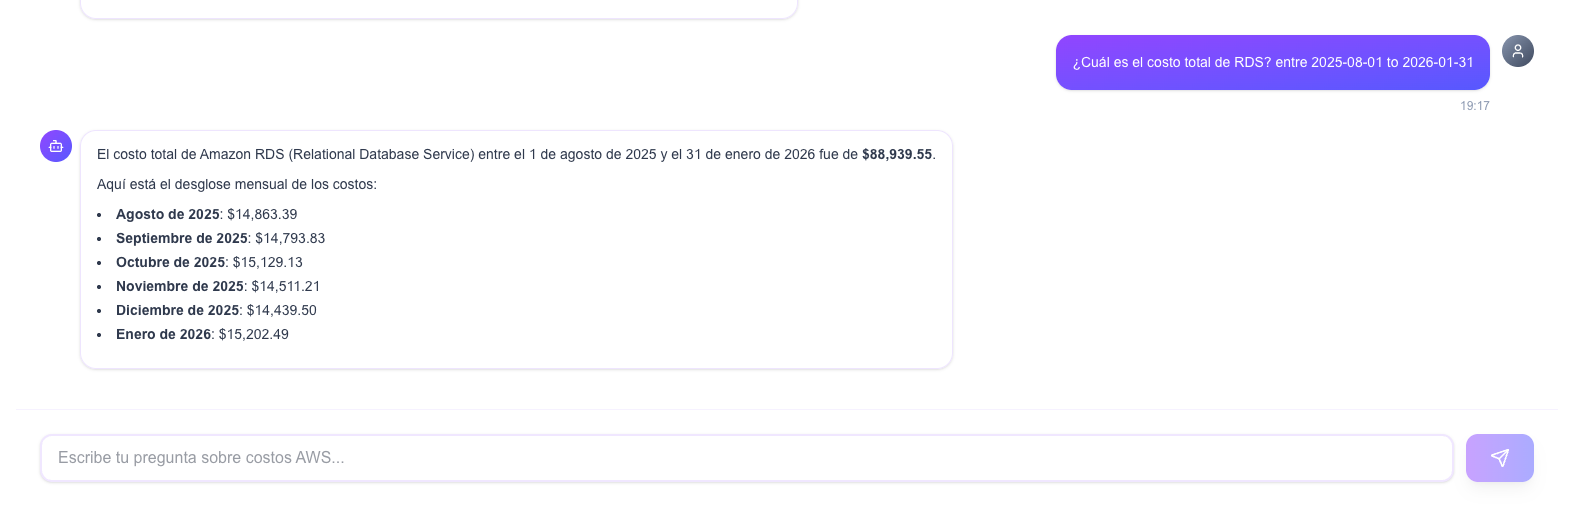 ¿Cuál es el costo total de RDS? entre 2025-08-01 to 2026-01-31
19:17
El costo total de Amazon RDS (Relational Database Service) entre el 1 de agosto de 2025 y el 31 de enero de 2026 fue de $88,939.55.
Aquí está el desglose mensual de los costos:
• Agosto de 2025: $14,863.39
• Septiembre de 2025: $14,793.83
• Octubre de 2025: $15,129.13
• Noviembre de 2025: $14,511.21
• Diciembre de 2025: $14,439.50
• Enero de 2026: $15,202.49
Escribe tu pregunta sobre costos AWS...